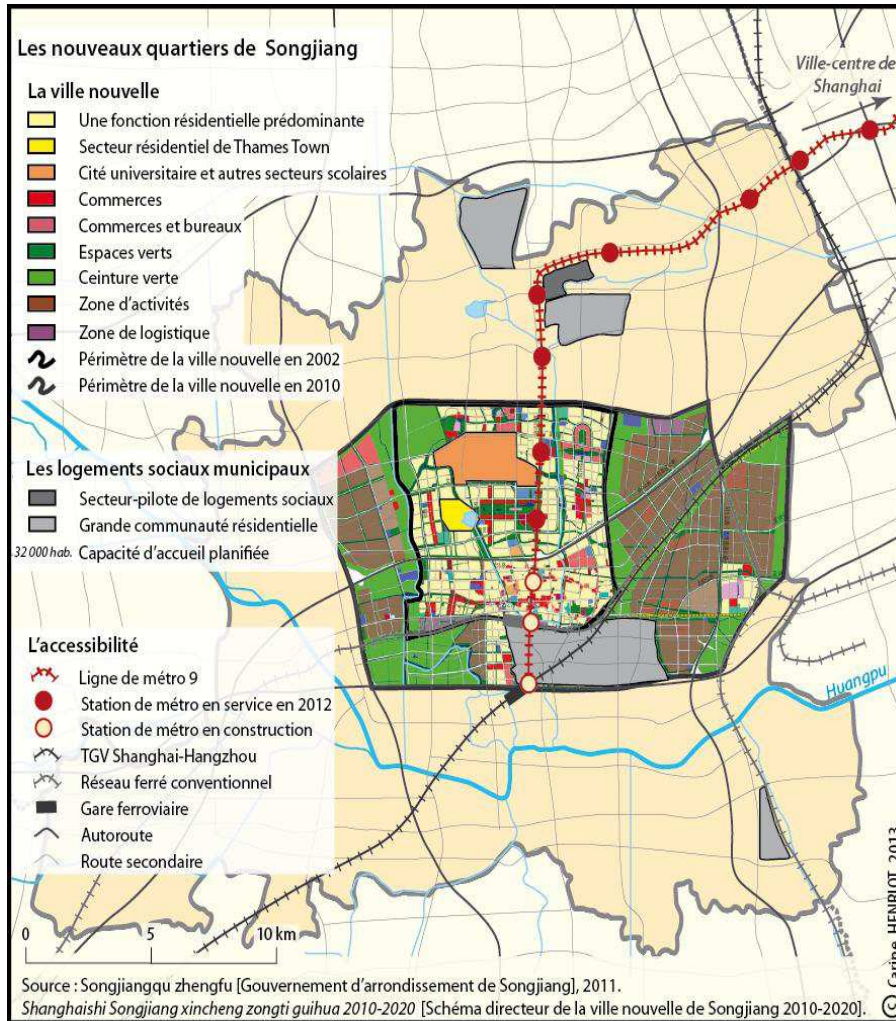 Les nouveaux quartiers de Songjiang
La ville nouvelle
Une fonction résidentielle prédominante
Secteur résidentiel de Thames Town
Cité universitaire et autres secteurs scolaires
Commerces
Commerces et bureaux
Espaces verts
Ceinture verte
Zone d'activités
Zone de logistique
Périmètre de la ville nouvelle en 2002
Périmètre de la ville nouvelle en 2010
Les logements sociaux municipaux
Secteur-pilote de logements sociaux
Grande communauté résidentielle
32 000 hab. Capacité d'accueil planifiée
L'accessibilité
Ligne de métro 9
Station de métro en service en 2012
Station de métro en construction
TGV Shanghai-Hangzhou
Réseau ferré conventionnel
Gare ferroviaire
Autoroute
Route secondaire
0 5 10 km
Ville-centre de
Shanghai
Huangpu
Source : Songjiangqu zhengfu [Gouvernement d'arrondissement de Songjiang], 2011.
Shanghaishi Songjiang xincheng zongti guihua 2010-2020 [Schéma directeur de la ville nouvelle de Songjiang 2010-2020].
© Carine HENRIOT, 2013